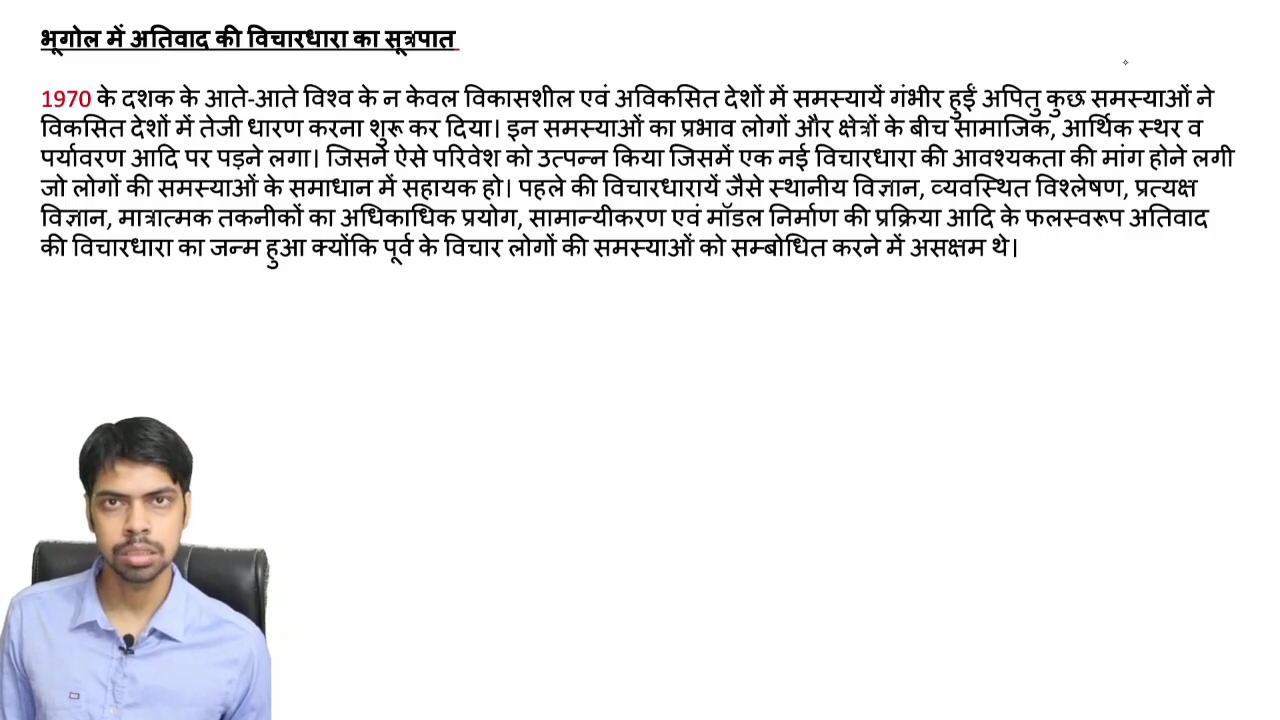 भूगोल में अतिवाद की विचारधारा का सूत्रपात
1970 के दशक के आते-आते विश्व के न केवल विकासशील एवं अविकसित देशों में समस्यायें गंभीर हुईं अपितु कुछ समस्याओं ने
विकसित देशों में तेजी धारण करना शुरू कर दिया। इन समस्याओं का प्रभाव लोगों और क्षेत्रों के बीच सामाजिक, आर्थिक स्थर व
पर्यावरण आदि पर पड़ने लगा। जिसने ऐसे परिवेश को उत्पन्न किया जिसमें एक नई विचारधारा की आवश्यकता की मांग होने लगी
जो लोगों की समस्याओं के समाधान में सहायक हो। पहले की विचारधारायें जैसे स्थानीय विज्ञान, व्यवस्थित विश्लेषण, प्रत्यक्ष
विज्ञान, मात्रात्मक तकनीकों का अधिकाधिक प्रयोग, सामान्यीकरण एवं मॉडल निर्माण की प्रक्रिया आदि के फलस्वरूप अतिवाद
की विचारधारा का जन्म हुआ क्योंकि पूर्व के विचार लोगों की समस्याओं को सम्बोधित करने में असक्षम थे।